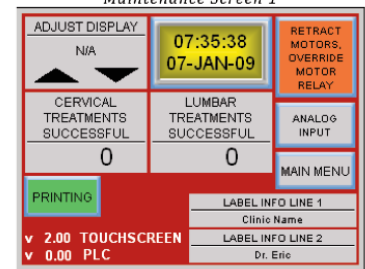 Maintenance Screen 1
ADJUST DISPLAY
N/A
07:35:38
07-JAN-09
RETRACT
MOTORS,
OVERRIDE
MOTOR
RELAY
CERVICAL
TREATMENTS
SUCCESSFUL
0
LUMBAR
TREATMENTS
SUCCESSFUL
0
ANALOG
INPUT
MAIN MENU
PRINTING
LABEL INFO LINE 1
Clinic Name
LABEL INFO LINE 2
Dr. Eric
v 2.00 TOUCHSCREEN
v 0.00 PLC